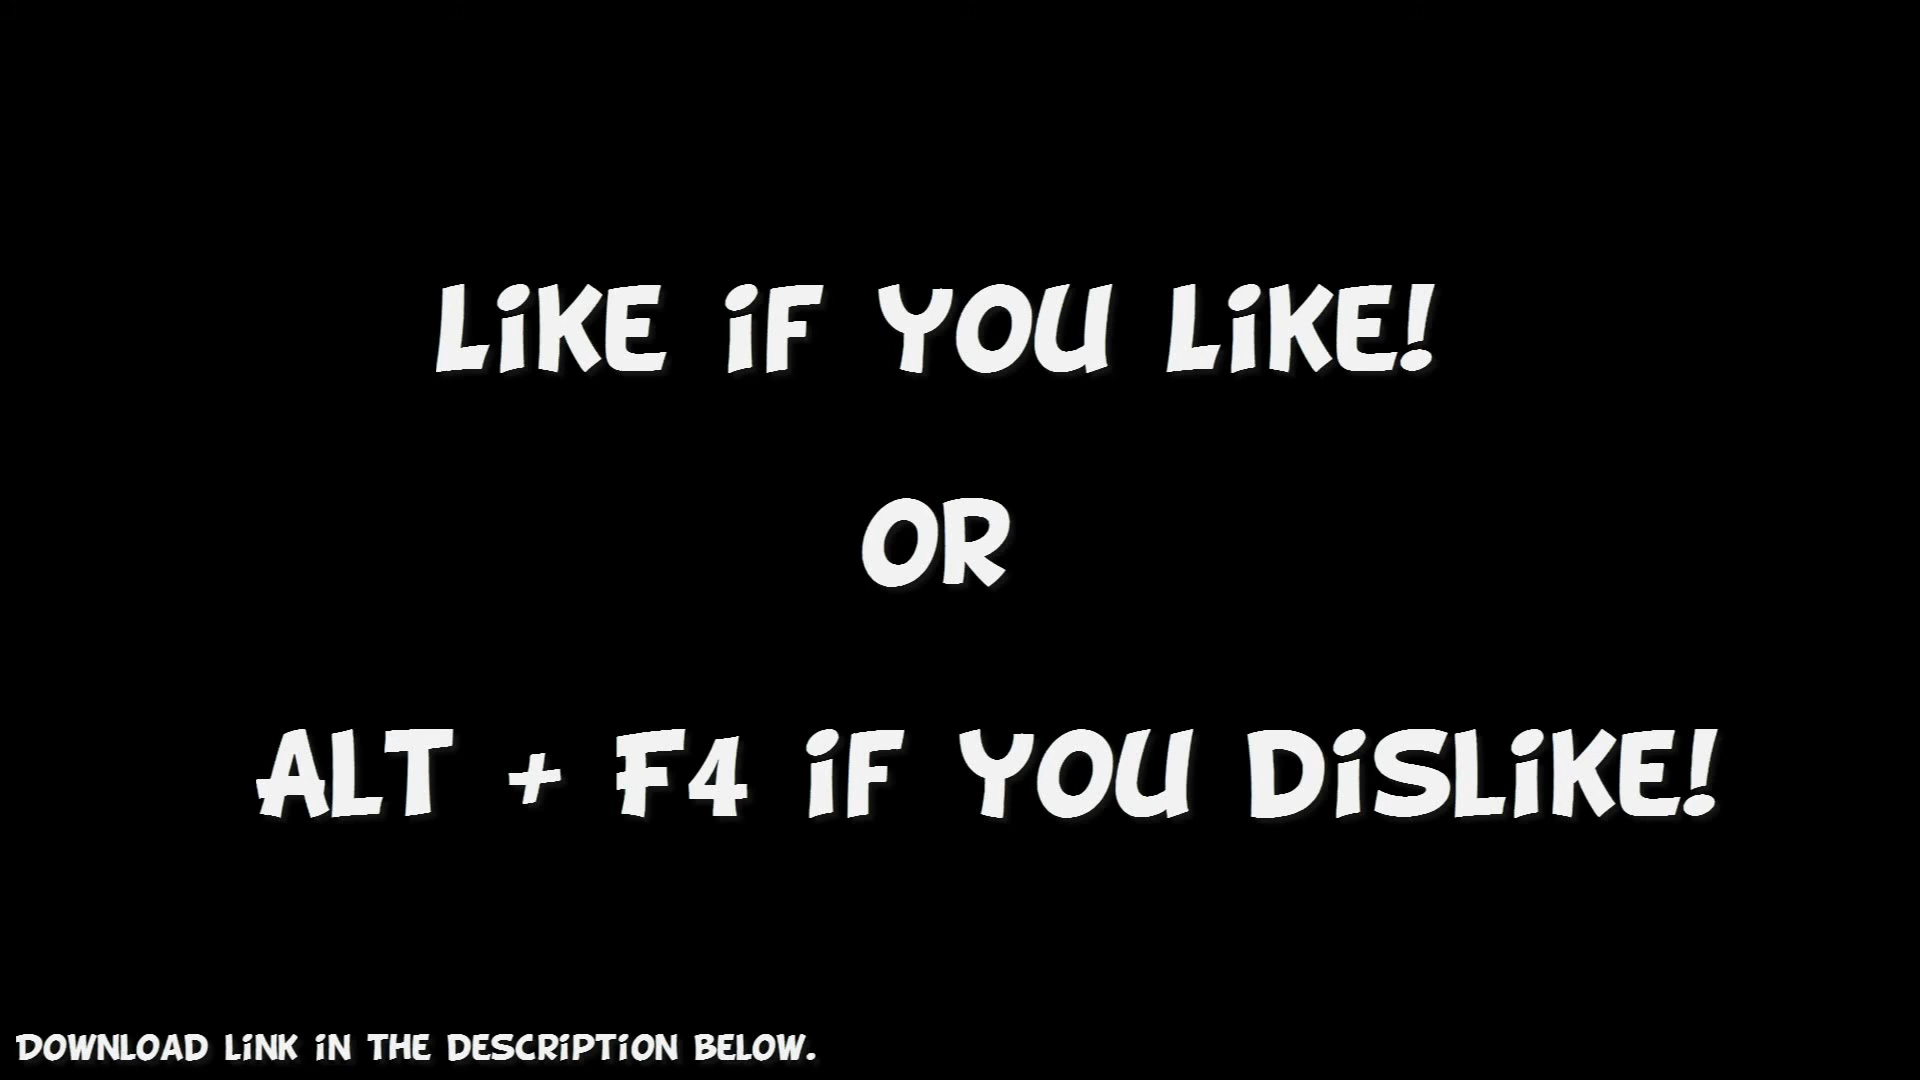 LiKE iF YOU LiKE!
OR
ALT + F4 iF YOU DiSLiKE!
DOWNLOAD LiNK iN THE DESCRiPTiON BELOW.